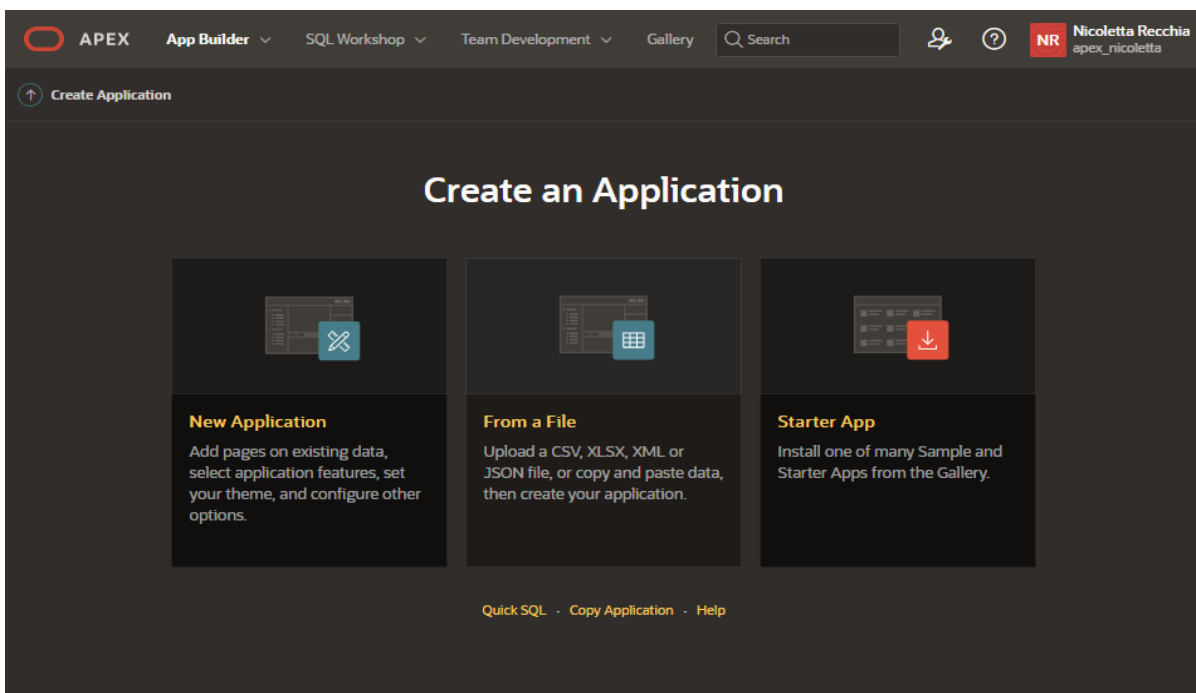 APEX
App Builder
SQL Workshop
Team Development
Gallery
Search
NR
Nicoletta Recchia
apex_nicoletta
Create Application
Create an Application
New Application
Add pages on existing data,
select application features, set
your theme, and configure other
options.
From a File
Upload a CSV, XLSX, XML or
JSON file, or copy and paste data,
then create your application.
Starter App
Install one of many Sample and
Starter Apps from the Gallery.
Quick SQL · Copy Application · Help